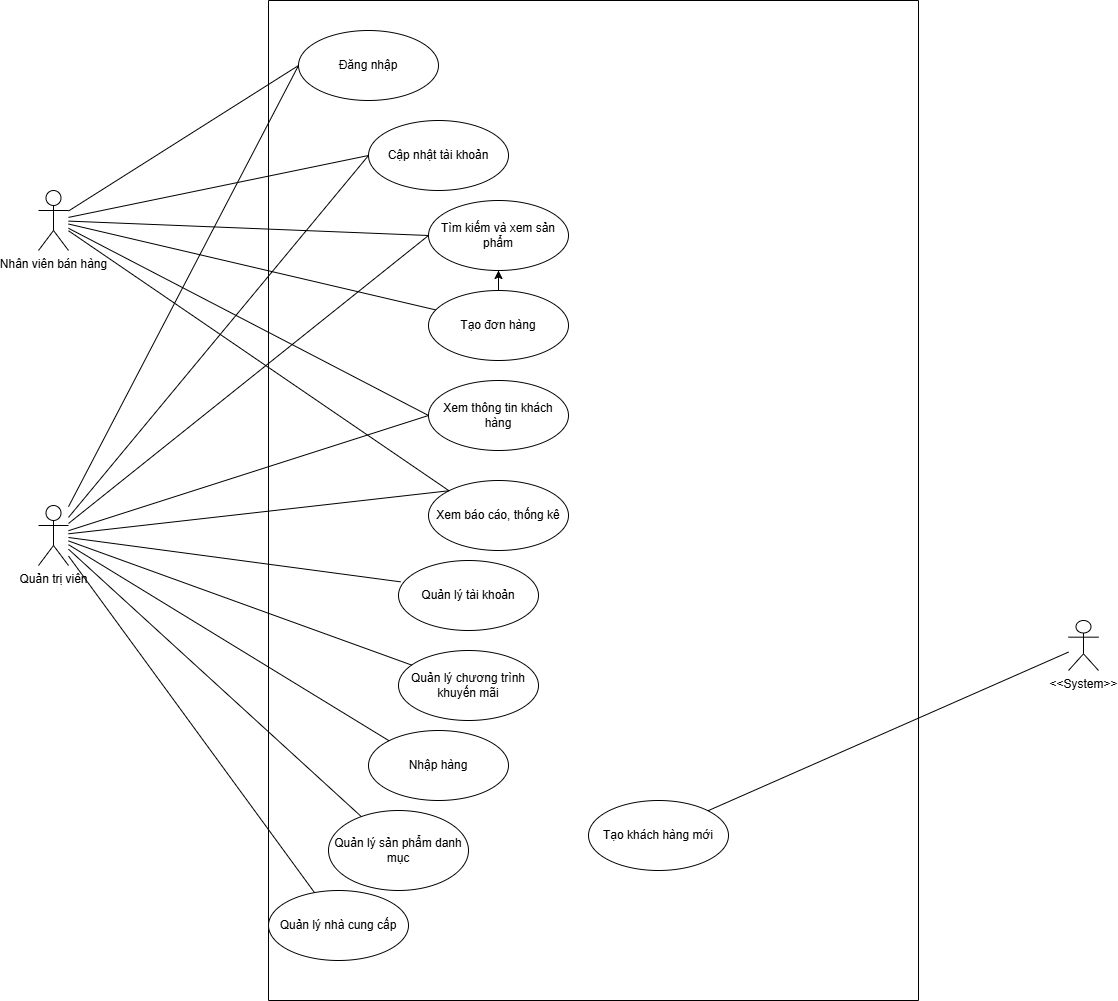 Đăng nhập
Cập nhật tài khoản
Tìm kiếm và xem sản
phẩm
Nhân viên bán hàng
Tạo đơn hàng
Xem thông tin khách
hàng
Xem báo cáo, thống kê
Quản trị viên
Quản lý tài khoản
Quản lý chương trình
khuyến mãi
<<System>>
Nhập hàng
Tạo khách hàng mới
Quản lý sản phẩm danh
mục
Quản lý nhà cung cấp